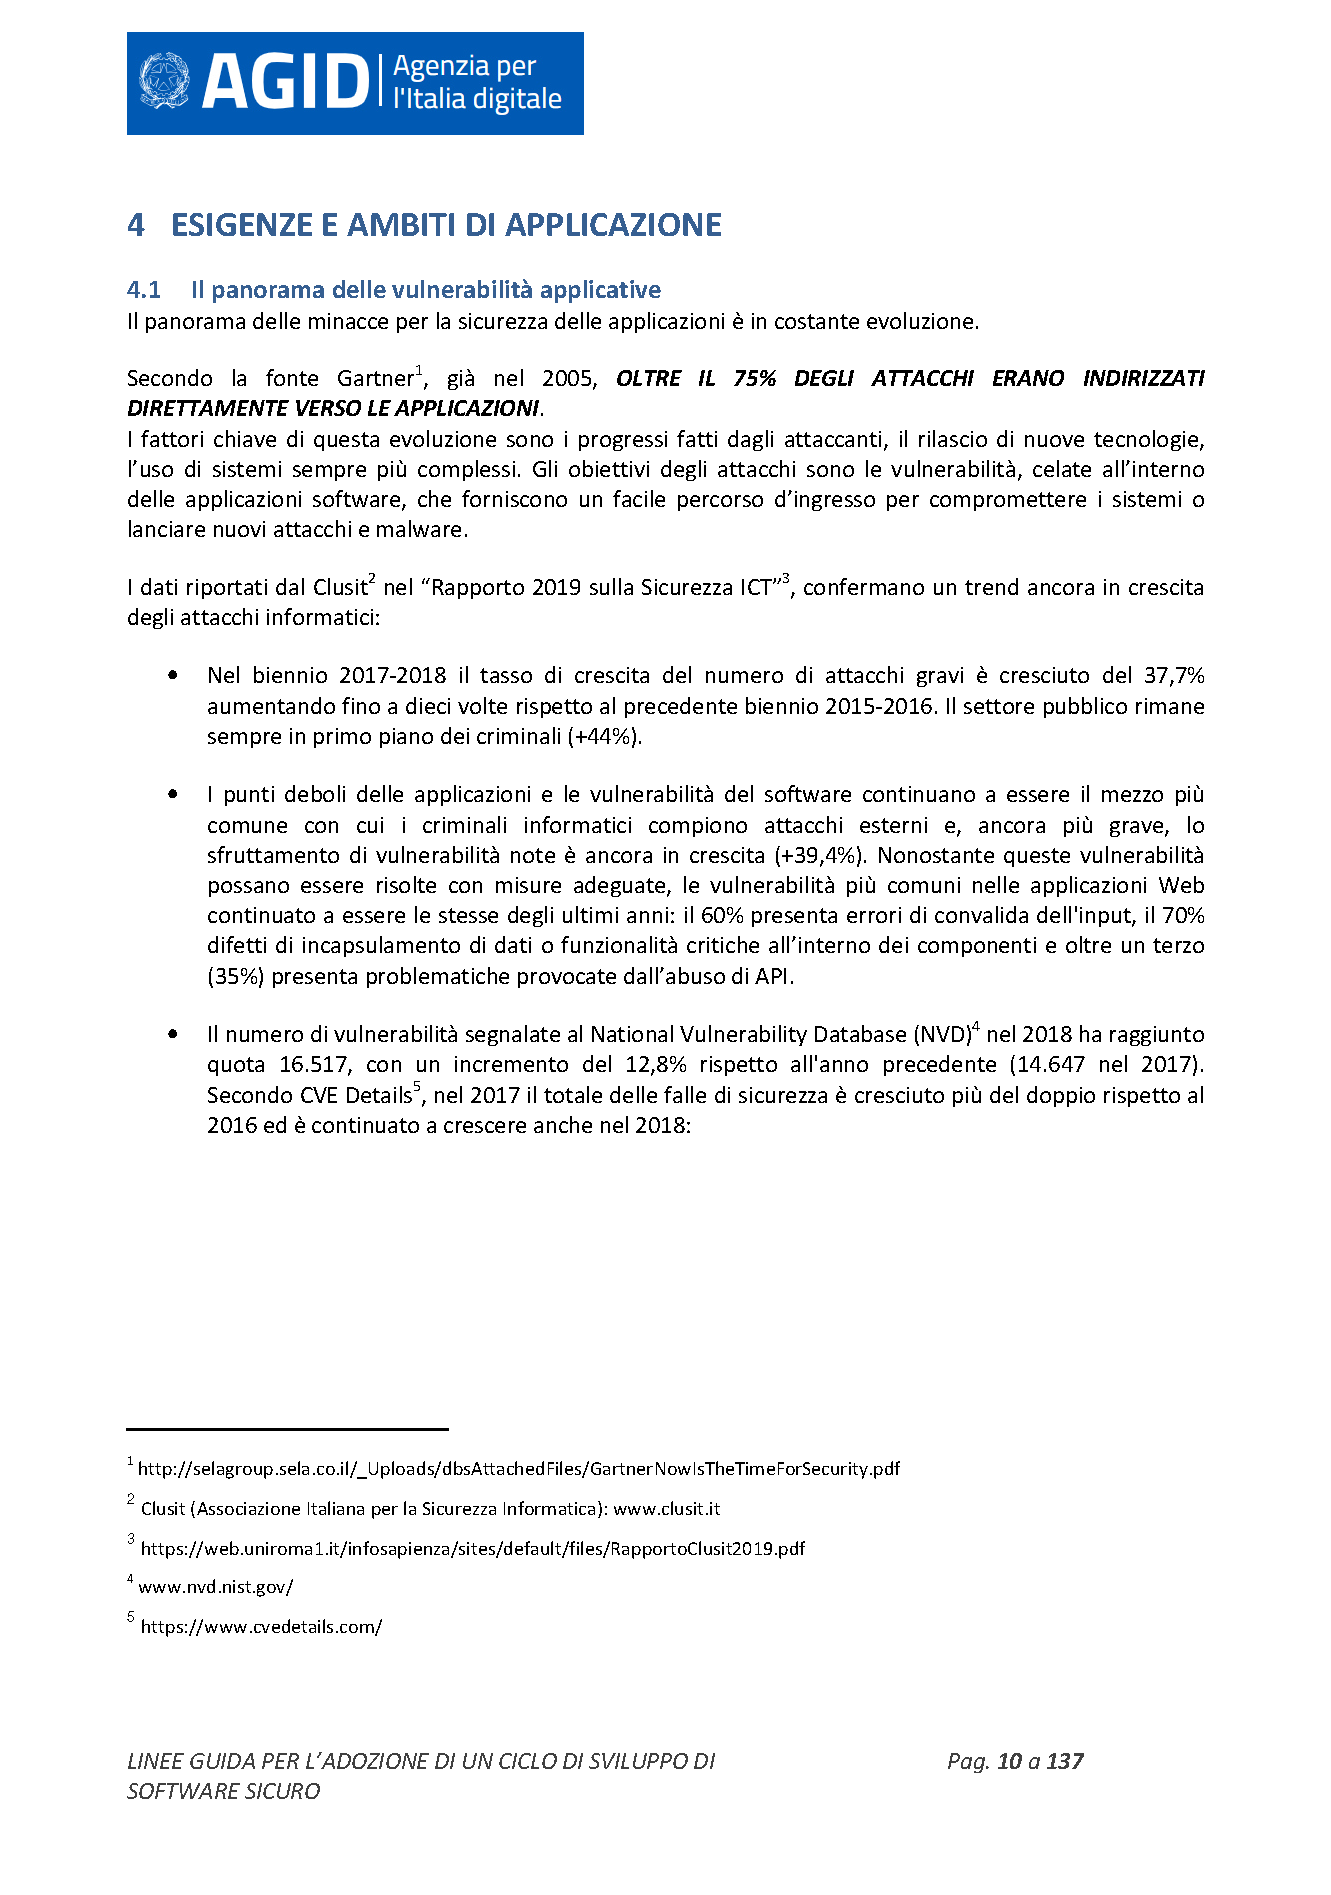 AGID
Agenzia per
l'Italia digitale
4 ESIGENZE E AMBITI DI APPLICAZIONE
4.1 Il panorama delle vulnerabilità applicative
Il panorama delle minacce per la sicurezza delle applicazioni è in costante evoluzione.
Secondo la fonte Gartner1, già nel 2005, OLTRE IL 75% DEGLI ATTACCHI ERANO INDIRIZZATI
DIRETTAMENTE VERSO LE APPLICAZIONI.
I fattori chiave di questa evoluzione sono i progressi fatti dagli attaccanti, il rilascio di nuove tecnologie,
l’uso di sistemi sempre più complessi. Gli obiettivi degli attacchi sono le vulnerabilità, celate all’interno
delle applicazioni software, che forniscono un facile percorso d’ingresso per compromettere i sistemi o
lanciare nuovi attacchi e malware.
I dati riportati dal Clusit2 nel “Rapporto 2019 sulla Sicurezza ICT”3, confermano un trend ancora in crescita
degli attacchi informatici:
• Nel biennio 2017-2018 il tasso di crescita del numero di attacchi gravi è cresciuto del 37,7%
aumentando fino a dieci volte rispetto al precedente biennio 2015-2016. Il settore pubblico rimane
sempre in primo piano dei criminali (+44%).
• I punti deboli delle applicazioni e le vulnerabilità del software continuano a essere il mezzo più
comune con cui i criminali informatici compiono attacchi esterni e, ancora più grave, lo
sfruttamento di vulnerabilità note è ancora in crescita (+39,4%). Nonostante queste vulnerabilità
possano essere risolte con misure adeguate, le vulnerabilità più comuni nelle applicazioni Web
continuato a essere le stesse degli ultimi anni: il 60% presenta errori di convalida dell'input, il 70%
difetti di incapsulamento di dati o funzionalità critiche all’interno dei componenti e oltre un terzo
(35%) presenta problematiche provocate dall’abuso di API.
• Il numero di vulnerabilità segnalate al National Vulnerability Database (NVD)4 nel 2018 ha raggiunto
quota 16.517, con un incremento del 12,8% rispetto all'anno precedente (14.647 nel 2017).
Secondo CVE Details5, nel 2017 il totale delle falle di sicurezza è cresciuto più del doppio rispetto al
2016 ed è continuato a crescere anche nel 2018:
1 http://selagroup.sela.co.il/_Uploads/dbsAttachedFiles/GartnerNowIsTheTimeForSecurity.pdf
2 Clusit (Associazione Italiana per la Sicurezza Informatica): www.clusit.it
3 https://web.uniroma1.it/infosapienza/sites/default/files/RapportoClusit2019.pdf
4 www.nvd.nist.gov/
5 https://www.cvedetails.com/
LINEE GUIDA PER L’ADOZIONE DI UN CICLO DI SVILUPPO DI
SOFTWARE SICURO
Pag. 10 a 137